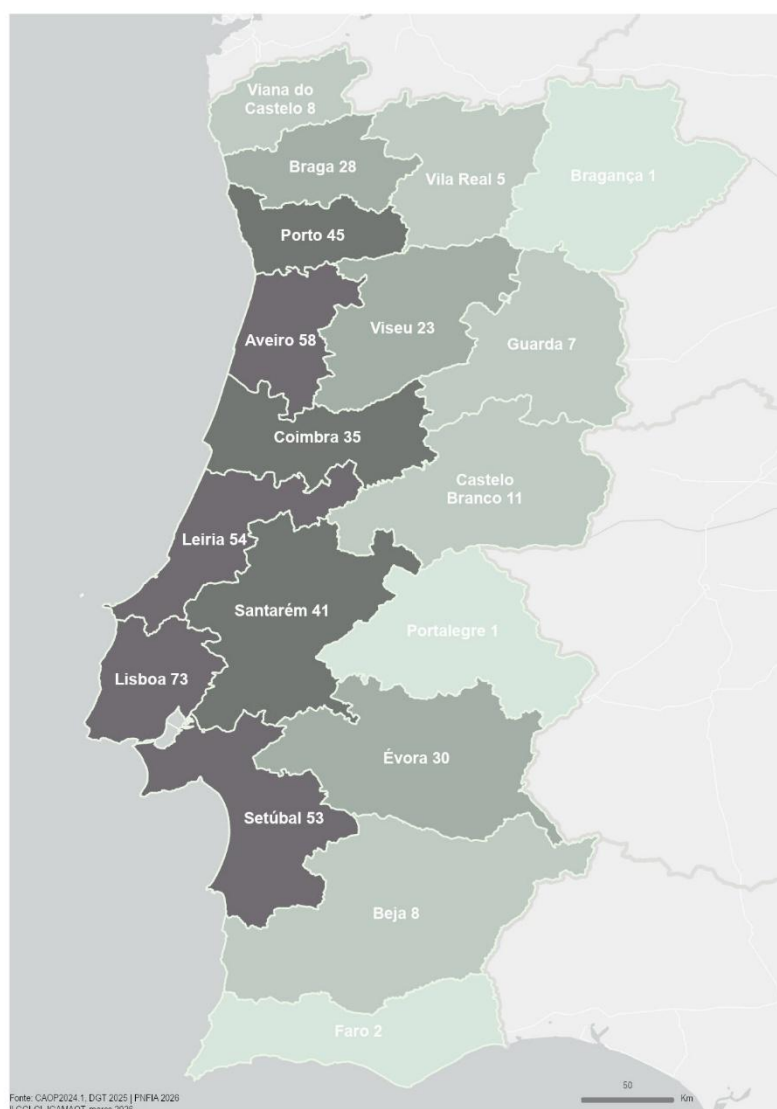 Viana do
Castelo 8
Braga 28
Vila Real 5
Bragança 1
Porto 45
Aveiro 58
Viseu 23
Guarda 7
Coimbra 35
Castelo
Branco 11
Leiria 54
Santarém 41
Portalegre 1
Lisboa 73
Évora 30
Setúbal 53
Beja 8
Faro 2
50
Km
Fonte: CAOP2024.1, DGT 2025 | PNFIA 2026